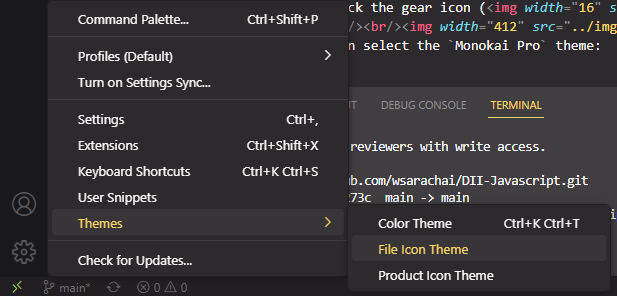 Command Palette... Ctrl+Shift+P
Profiles (Default)
Turn on Settings Sync...
Settings Ctrl+,
Extensions Ctrl+Shift+X
Keyboard Shortcuts Ctrl+K Ctrl+S
User Snippets
Themes
Check for Updates...
ck the gear icon (<img width="16" s
/><br/><img width="412" src="../img
n select the `Monokai Pro` theme:
UT DEBUG CONSOLE TERMINAL
reviewers with write access.
ub.com/wsarachai/DII-Javascript.git
273c main -> main
Color Theme Ctrl+K Ctrl+T
File Icon Theme
Product Icon Theme
main* 0 0